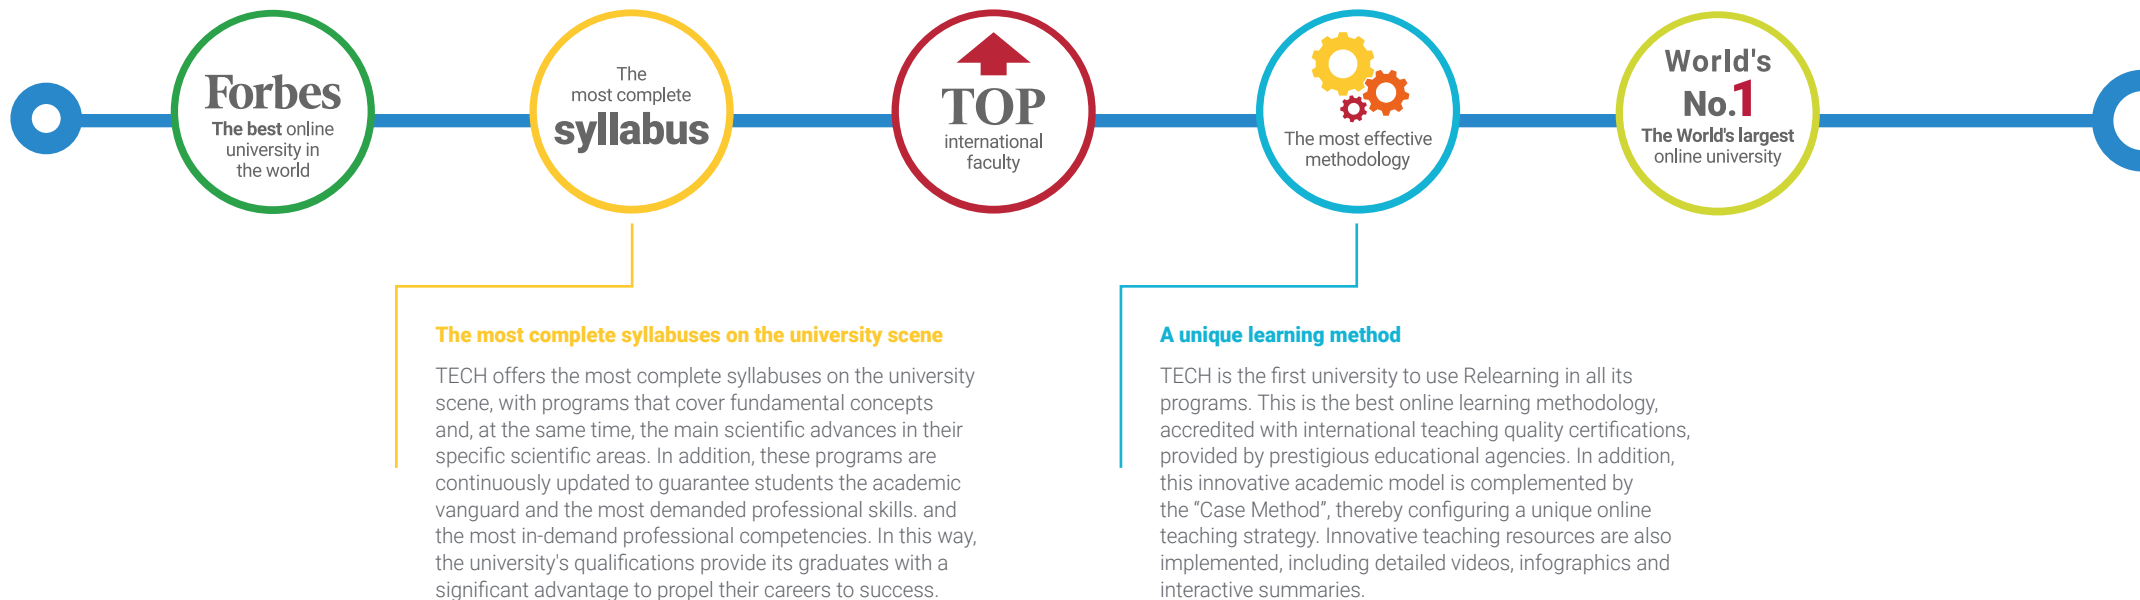 Forbes
The best online
university in
the world
The
most complete
syllabus
TOP
international
faculty
The most effective
methodology
World's
No.1
The World's largest
online university
The most complete syllabuses on the university scene
TECH offers the most complete syllabuses on the university
scene, with programs that cover fundamental concepts
and, at the same time, the main scientific advances in their
specific scientific areas. In addition, these programs are
continuously updated to guarantee students the academic
vanguard and the most demanded professional skills. and
the most in-demand professional competencies. In this way,
the university's qualifications provide its graduates with a
significant advantage to propel their careers to success.
A unique learning method
TECH is the first university to use Relearning in all its
programs. This is the best online learning methodology,
accredited with international teaching quality certifications,
provided by prestigious educational agencies. In addition,
this innovative academic model is complemented by
the “Case Method”, thereby configuring a unique online
teaching strategy. Innovative teaching resources are also
implemented, including detailed videos, infographics and
interactive summaries.